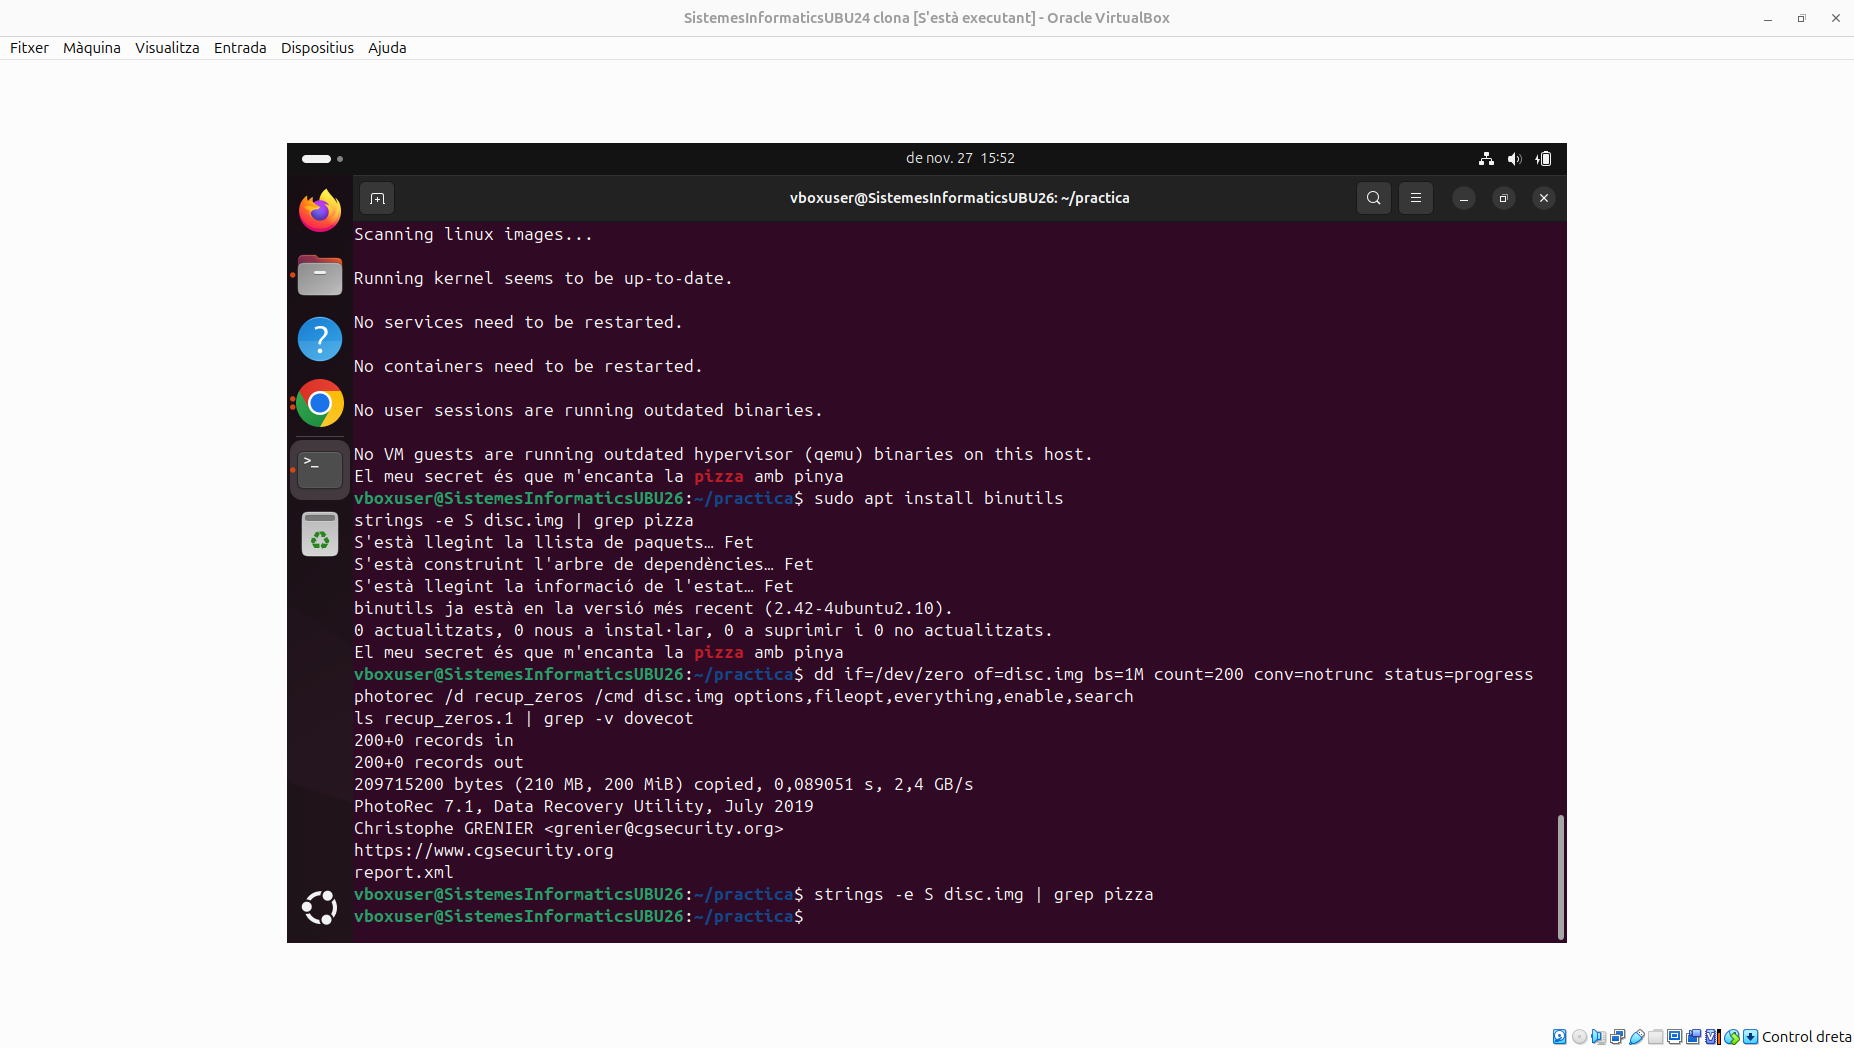 SistemesInformaticsUBU24 clona [S'està executant] - Oracle VirtualBox
Fitxer Màquina Visualitza Entrada Dispositius Ajuda
de nov. 27 15:52
vboxuser@SistemesInformaticsUBU26: ~/practica
Scanning linux images...
Running kernel seems to be up-to-date.
No services need to be restarted.
No containers need to be restarted.
No user sessions are running outdated binaries.
No VM guests are running outdated hypervisor (qemu) binaries on this host.
El meu secret és que m'encanta la pizza amb pinya
vboxuser@SistemesInformaticsUBU26:~/practica$ sudo apt install binutils
strings -e S disc.img | grep pizza
S'està llegint la llista de paquets… Fet
S'està construint l'arbre de dependències… Fet
S'està llegint la informació de l'estat… Fet
binutils ja està en la versió més recent (2.42-4ubuntu2.10).
0 actualitzats, 0 nous a instal·lar, 0 a suprimir i 0 no actualitzats.
El meu secret és que m'encanta la pizza amb pinya
vboxuser@SistemesInformaticsUBU26:~/practica$ dd if=/dev/zero of=disc.img bs=1M count=200 conv=notrunc status=progress
photorec /d recup_zeros /cmd disc.img options,fileopt,everything,enable,search
ls recup_zeros.1 | grep -v dovecot
200+0 records in
200+0 records out
209715200 bytes (210 MB, 200 MiB) copied, 0,089051 s, 2,4 GB/s
PhotoRec 7.1, Data Recovery Utility, July 2019
Christophe GRENIER <grenier@cgsecurity.org>
https://www.cgsecurity.org
report.xml
vboxuser@SistemesInformaticsUBU26:~/practica$ strings -e S disc.img | grep pizza
vboxuser@SistemesInformaticsUBU26:~/practica$
Control dreta